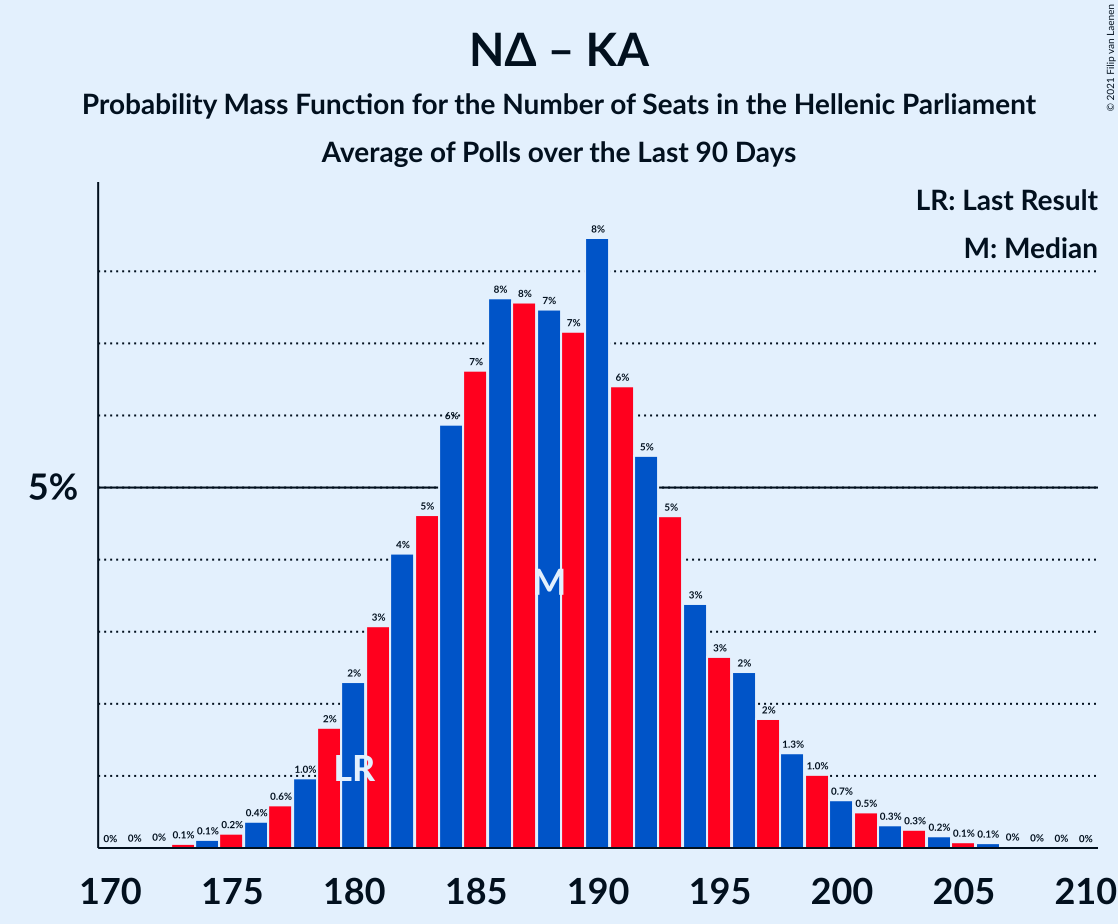 ΝΔ – ΚΑ
Probability Mass Function for the Number of Seats in the Hellenic Parliament
Average of Polls over the Last 90 Days
© 2021 Filip van Laenen
LR: Last Result
M: Median
5%
0% 0% 0% 0.1% 0.1% 0.2% 0.4% 0.6% 1.0% 2% 2% 3% 4% 5% 6% 7% 8% 8% 7% 7% 8% 6% 5% 5% 3% 3% 2% 2% 1.3% 1.0% 0.7% 0.5% 0.3% 0.3% 0.2% 0.1% 0.1% 0% 0% 0% 0%
M
LR
170 175 180 185 190 195 200 205 210